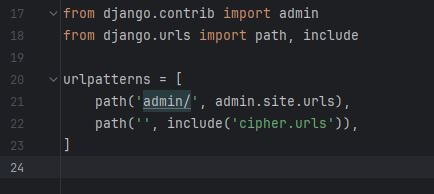 17 from django.contrib import admin
18 from django.urls import path, include
19
20 urlpatterns = [
21     path('admin/', admin.site.urls),
22     path('', include('cipher.urls')),
23 ]
24